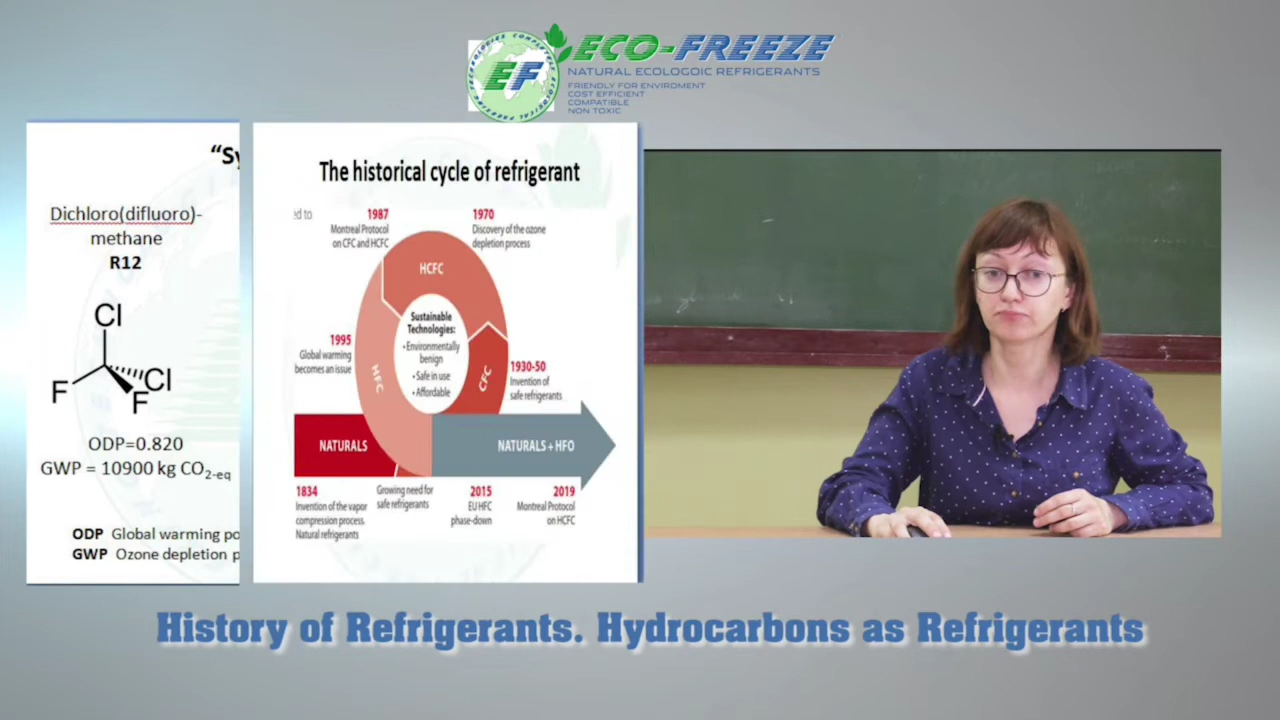 ECO-FREEZE
NATURAL ECOLOGOIC REFRIGERANTS
FRIENDLY FOR ENVIROMENT
COST EFFICIENT
COMPATIBLE
NON TOXIC
EF
"Sy
Dichloro(difluoro)-
methane
R12
Cl
Cl
F
F
ODP=0.820
GWP = 10900 kg CO2-eq
ODP Global warming po
GWP Ozone depletion p
The historical cycle of refrigerant
ed to
1987
Montreal Protocol
on CFC and HCFC
1970
Discovery of the ozone
depletion process
HCFC
Sustainable
Technologies:
• Environmentally
benign
• Safe in use
• Affordable
1995
Global warming
becomes an issue
HFC
CFC
1930-50
Invention of
safe refrigerants
NATURALS
NATURALS + HFO
1834
Invention of the vapor
compression process.
Natural refrigerants
Growing need for
safe refrigerants
2015
EU HFC
phase-down
2019
Montreal Protocol
on HCFC
History of Refrigerants. Hydrocarbons as Refrigerants